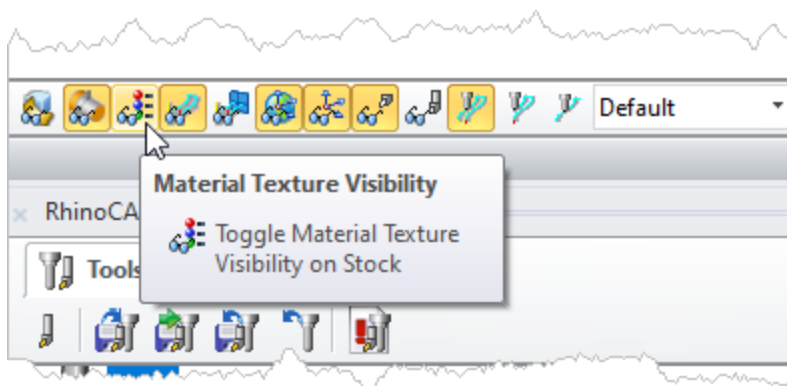 Default
Material Texture Visibility
RhinoCA
Toggle Material Texture
Visibility on Stock
Tools